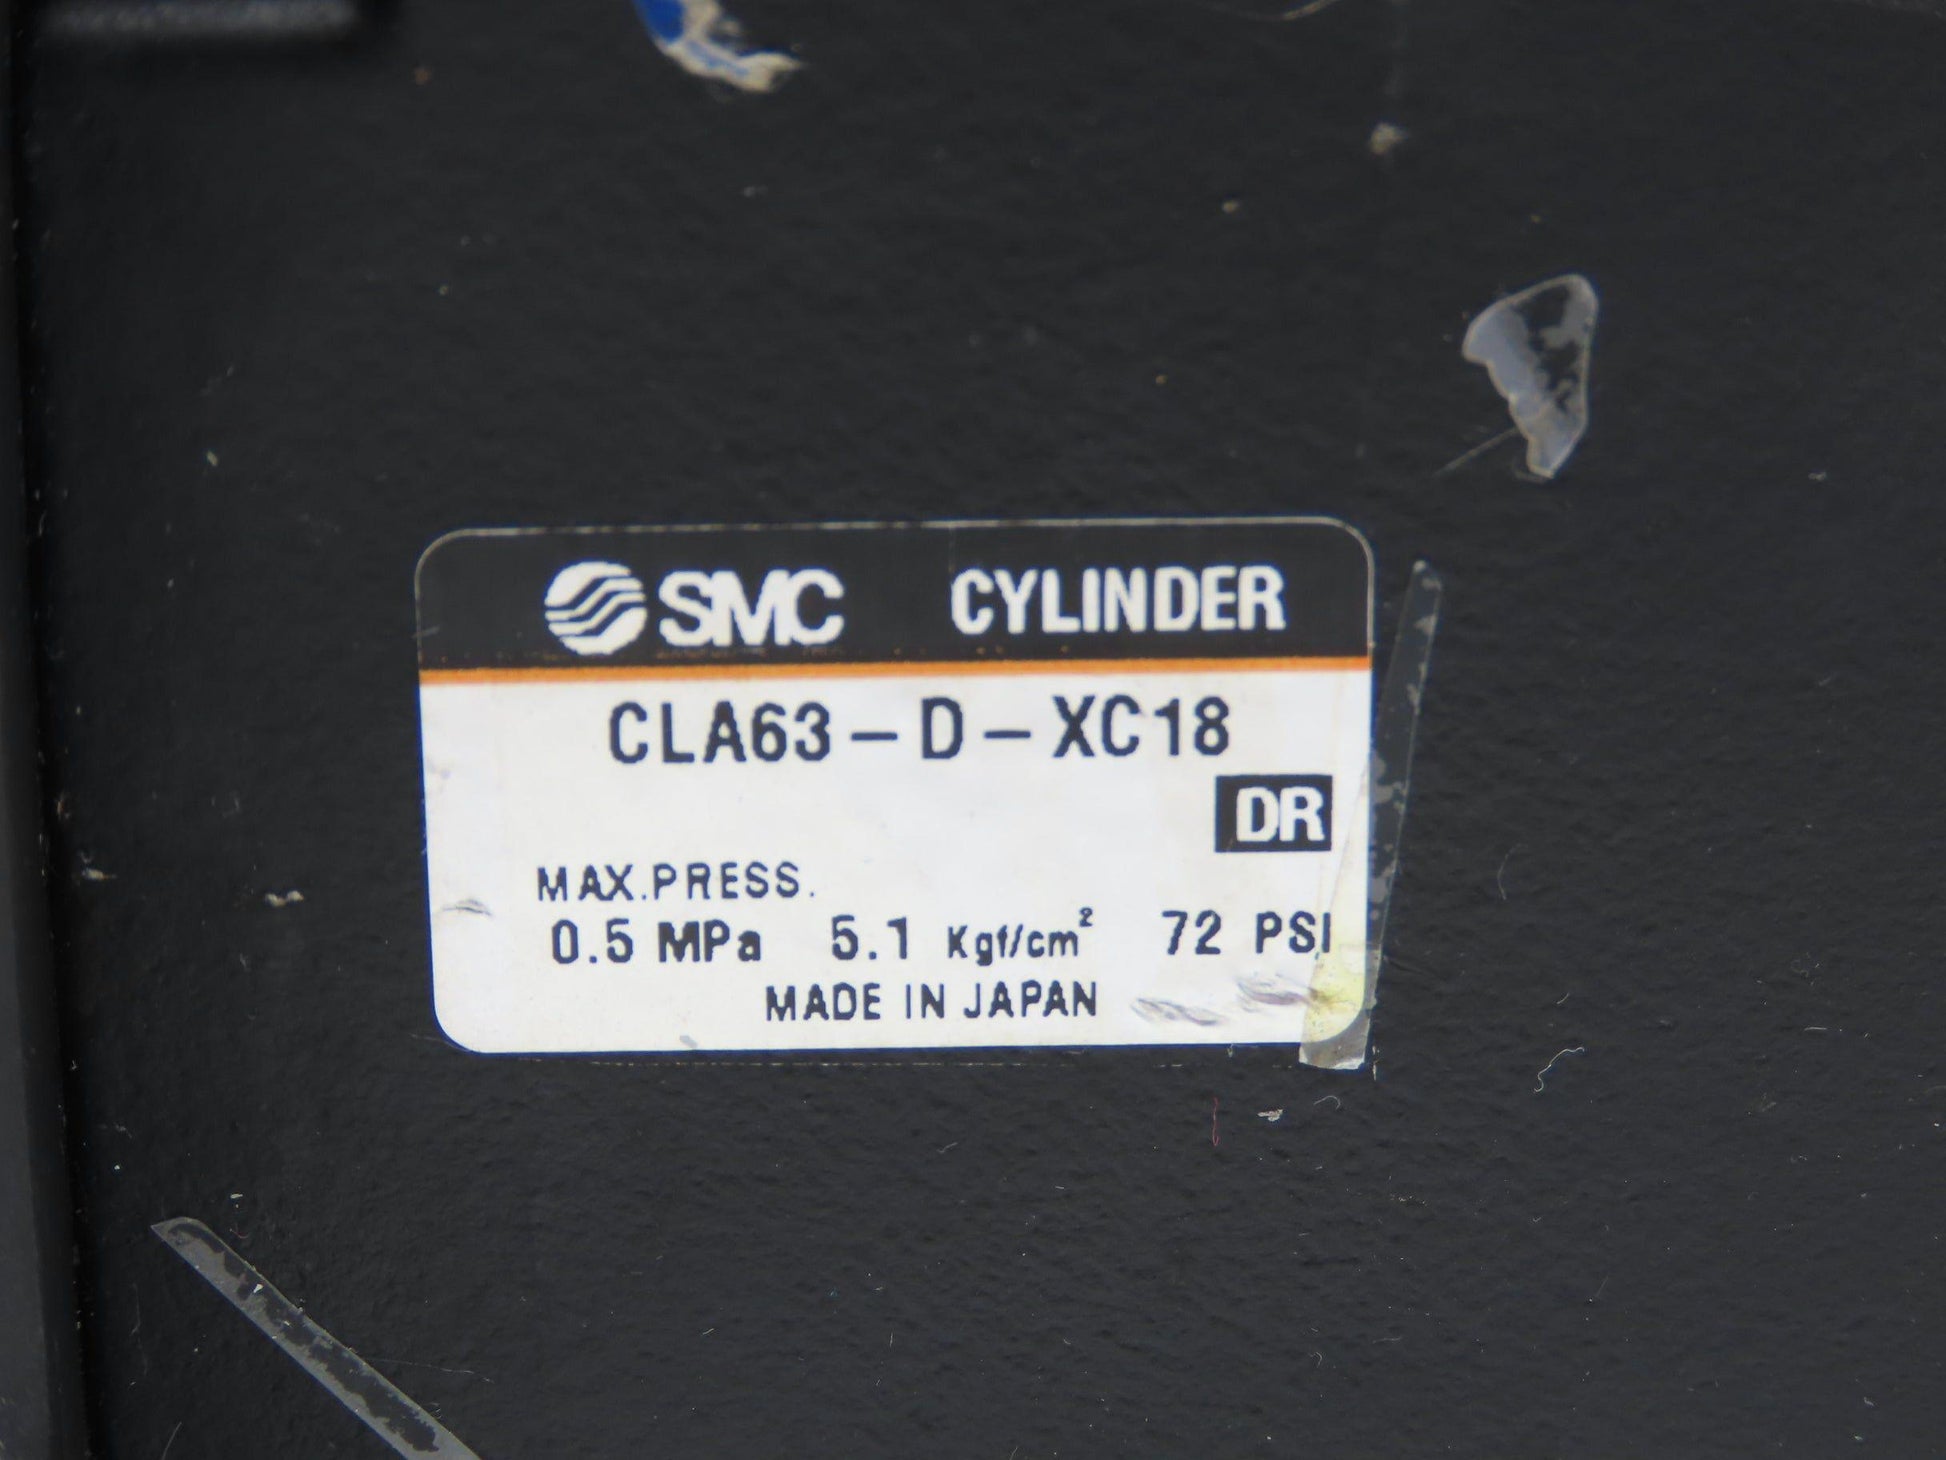 SMC CYLINDER
CLA63-D-XC18
DR
MAX.PRESS.
0.5 MPa 5.1 Kgf/cm² 72 PSI
MADE IN JAPAN